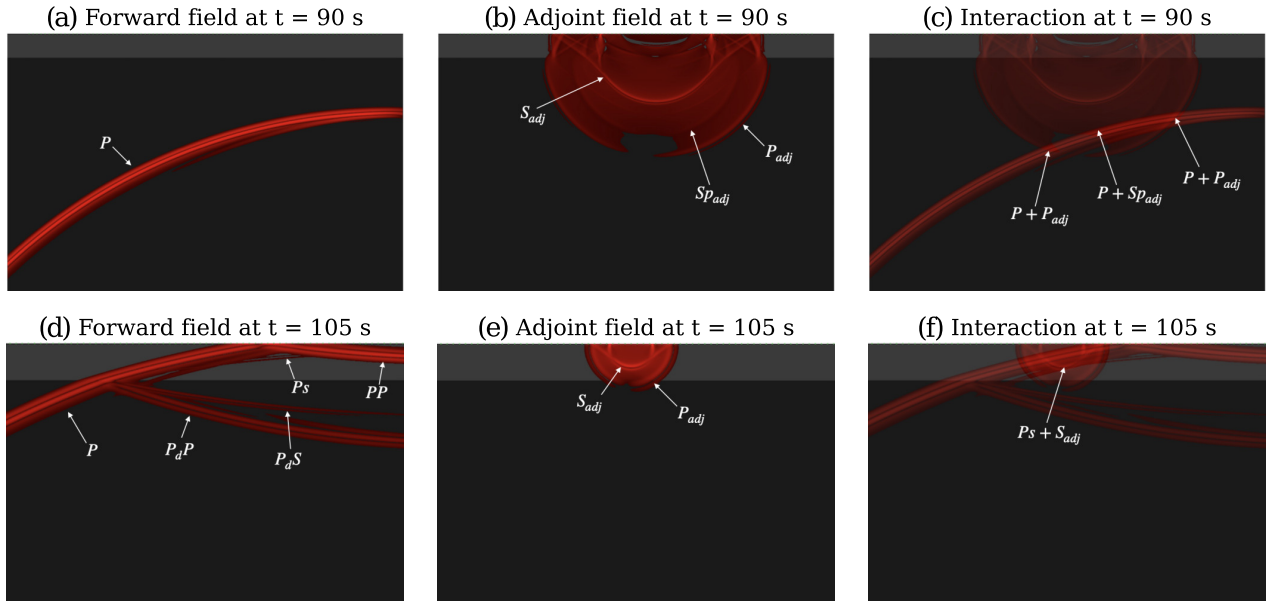 (a) Forward field at t = 90 s
(b) Adjoint field at t = 90 s
(c) Interaction at t = 90 s
P
S_adj
P_adj
Sp_adj
P + P_adj
P + Sp_adj
P + P_adj
(d) Forward field at t = 105 s
(e) Adjoint field at t = 105 s
(f) Interaction at t = 105 s
Ps
PP
P
P_dP
P_dS
S_adj
P_adj
Ps + S_adj